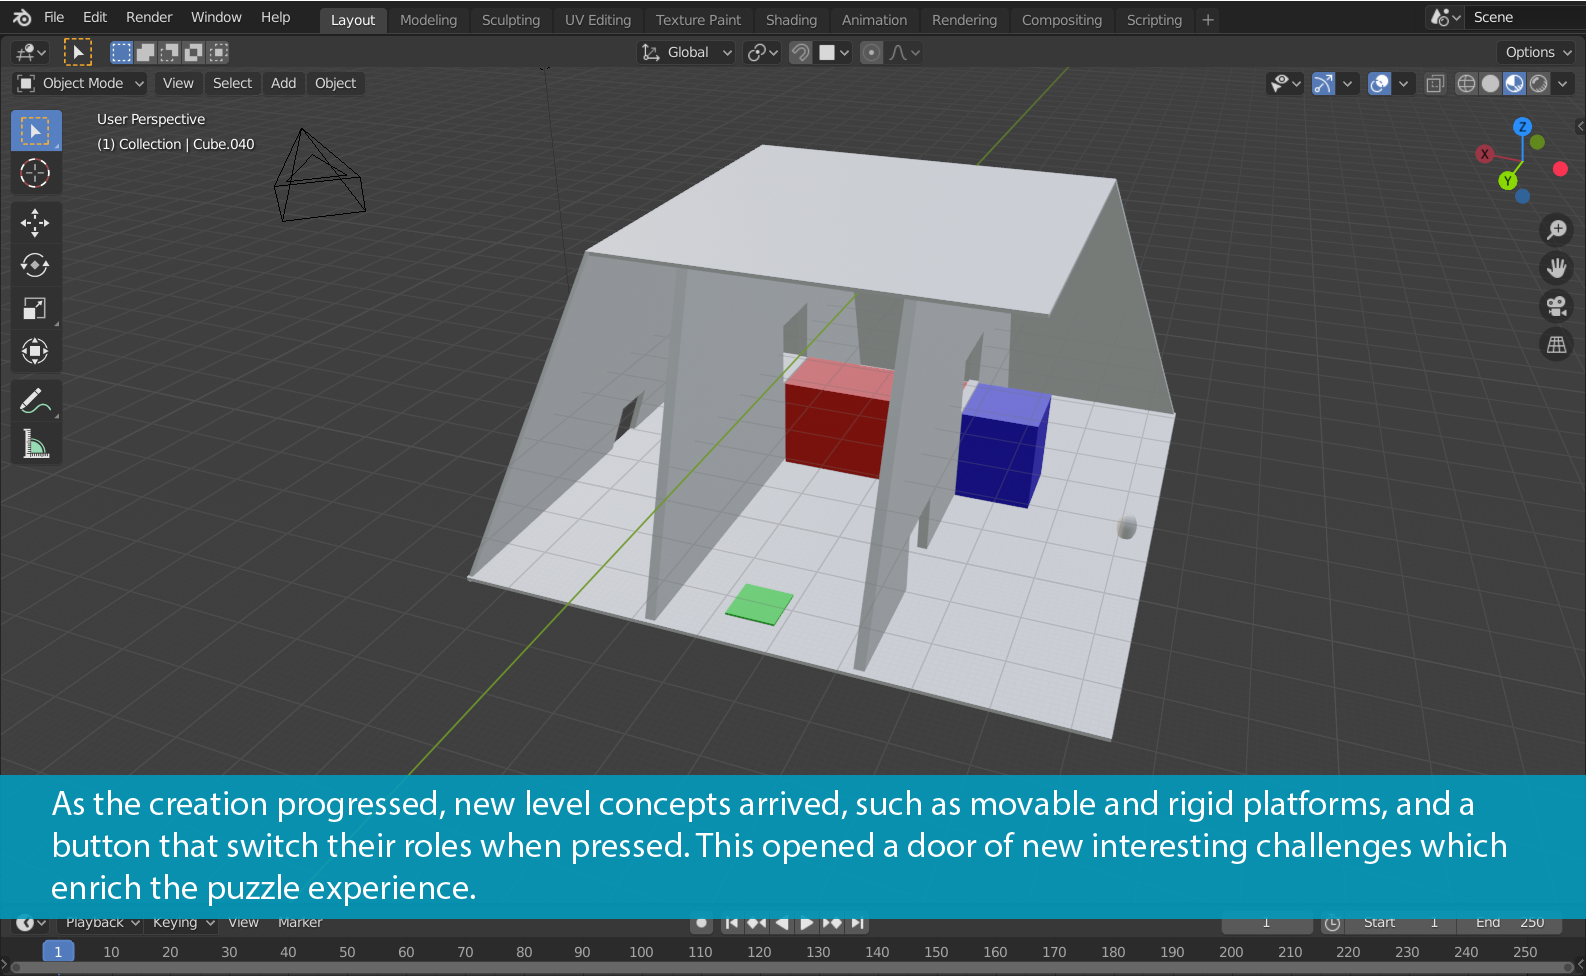 File Edit Render Window Help Layout Modeling Sculpting UV Editing Texture Paint Shading Animation Rendering Compositing Scripting + Scene
Global Options
Object Mode View Select Add Object
User Perspective
(1) Collection | Cube.040
Z
X
Y
As the creation progressed, new level concepts arrived, such as movable and rigid platforms, and a
button that switch their roles when pressed. This opened a door of new interesting challenges which
enrich the puzzle experience.
Playback Keying View Marker 1 Start 1 End 250
1 10 20 30 40 50 60 70 80 90 100 110 120 130 140 150 160 170 180 190 200 210 220 230 240 250